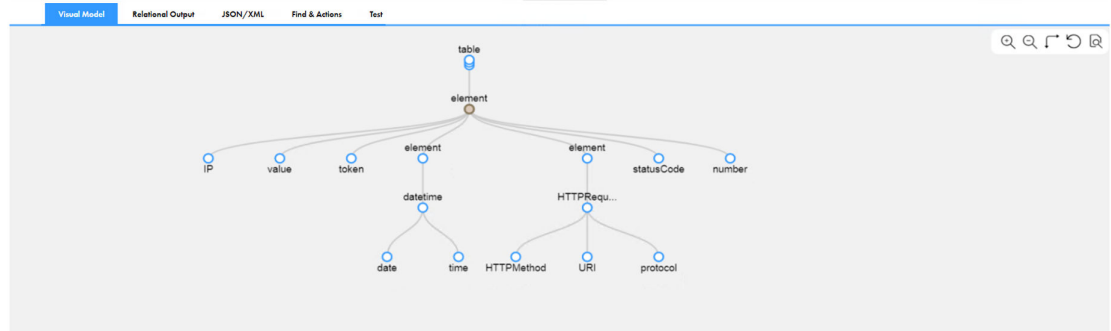 Visual Model Relational Output JSON/XML Find & Actions Test
table
element
element element
IP value token statusCode number
datetime HTTPRequ...
date time HTTPMethod URI protocol